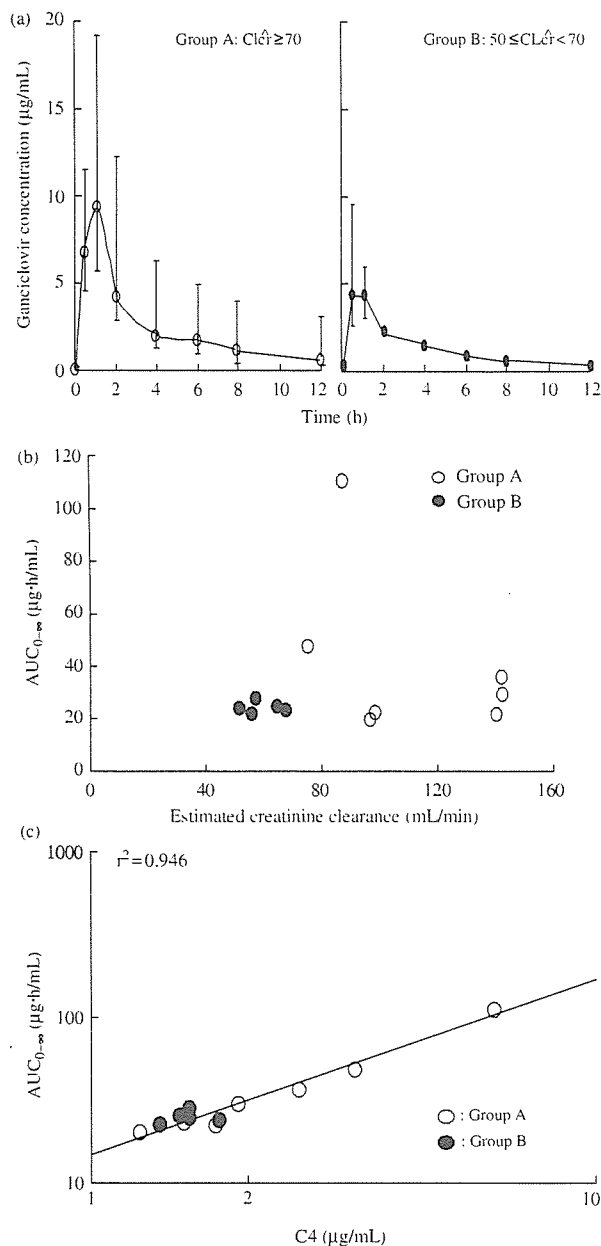 (a)
Group A: Clcr̂≥70
Group B: 50≤CLcr̂<70
Ganciclovir concentration (µg/mL)
20
15
10
5
0
0 2 4 6 8 10 12
0 2 4 6 8 10 12
Time (h)
(b)
120
100
80
60
40
20
0
Group A
Group B
AUC0-∞ (µg·h/mL)
0 40 80 120 160
Estimated creatinine clearance (mL/min)
(c)
r²=0.946
1000
100
10
AUC0-∞ (µg·h/mL)
: Group A
: Group B
1 2 10
C4 (µg/mL)